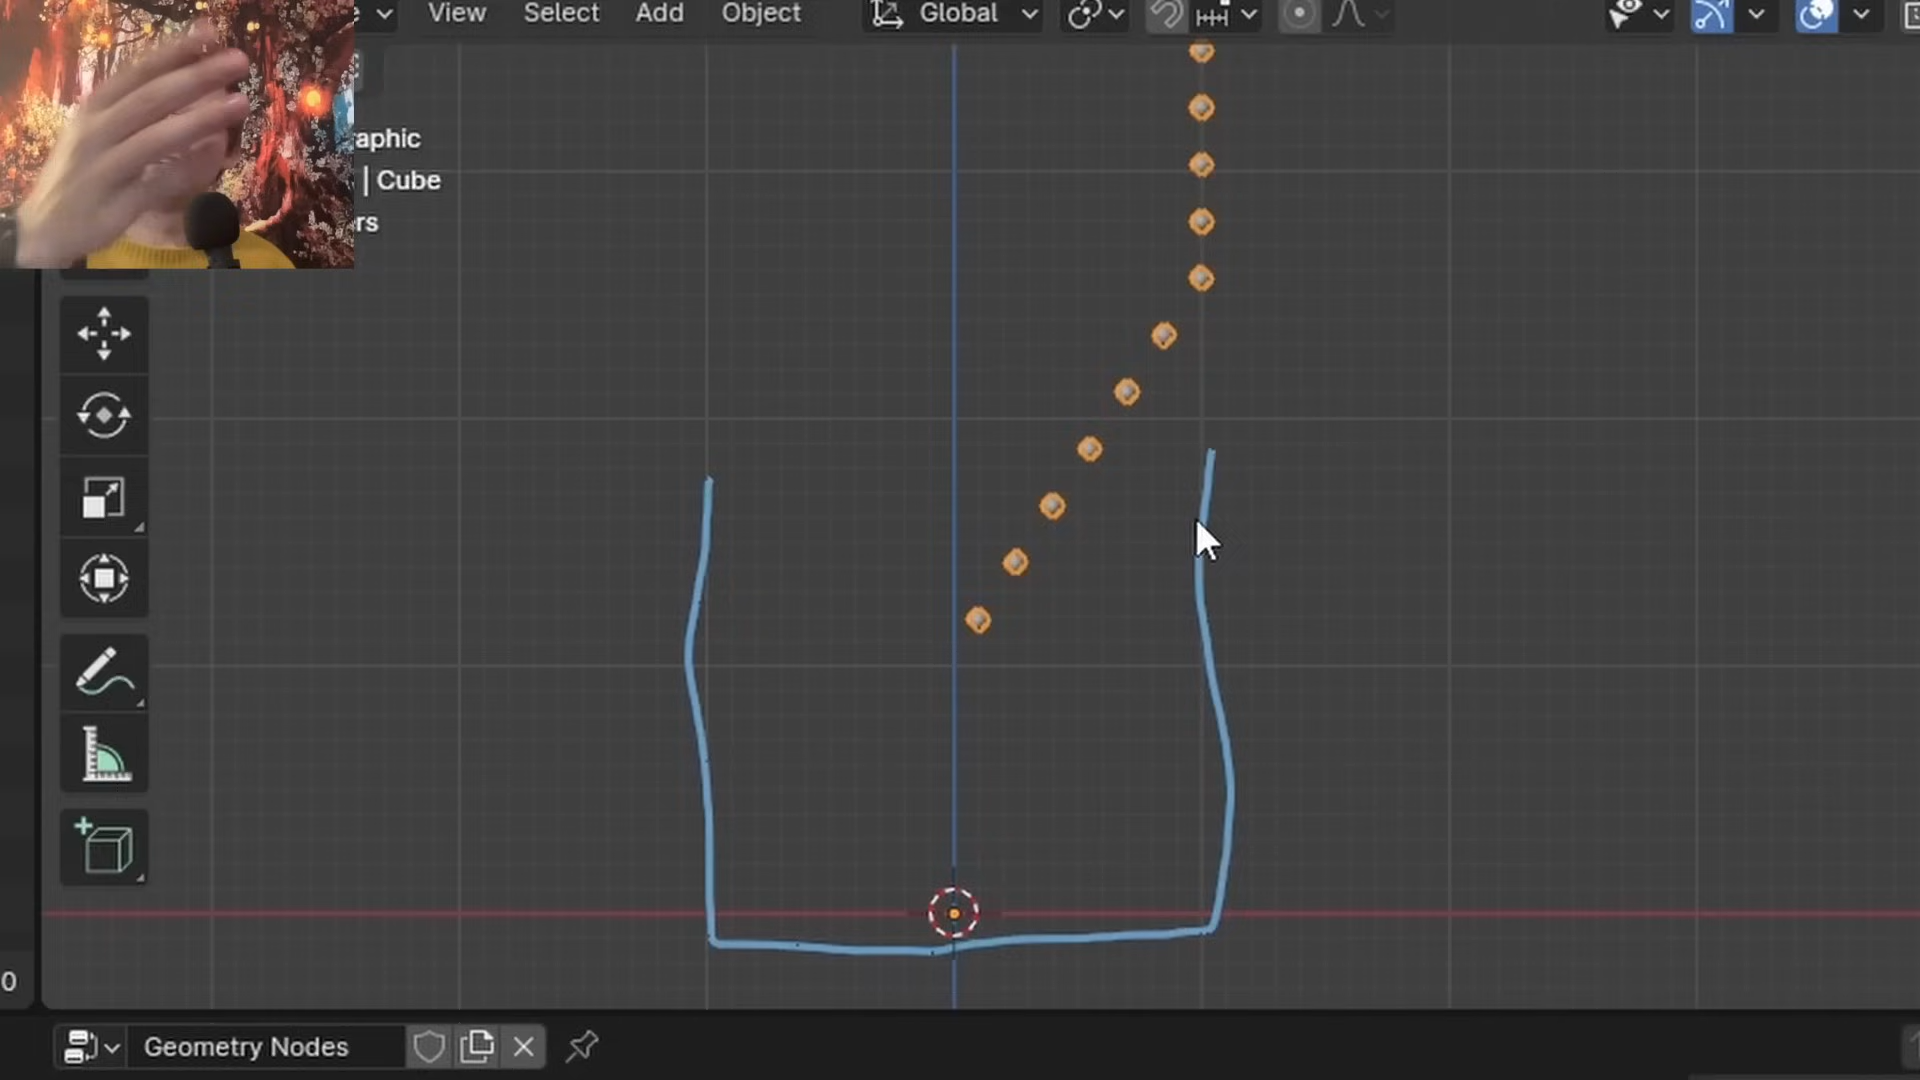 View Select Add Object Global
aphic
| Cube
rs
0
Geometry Nodes